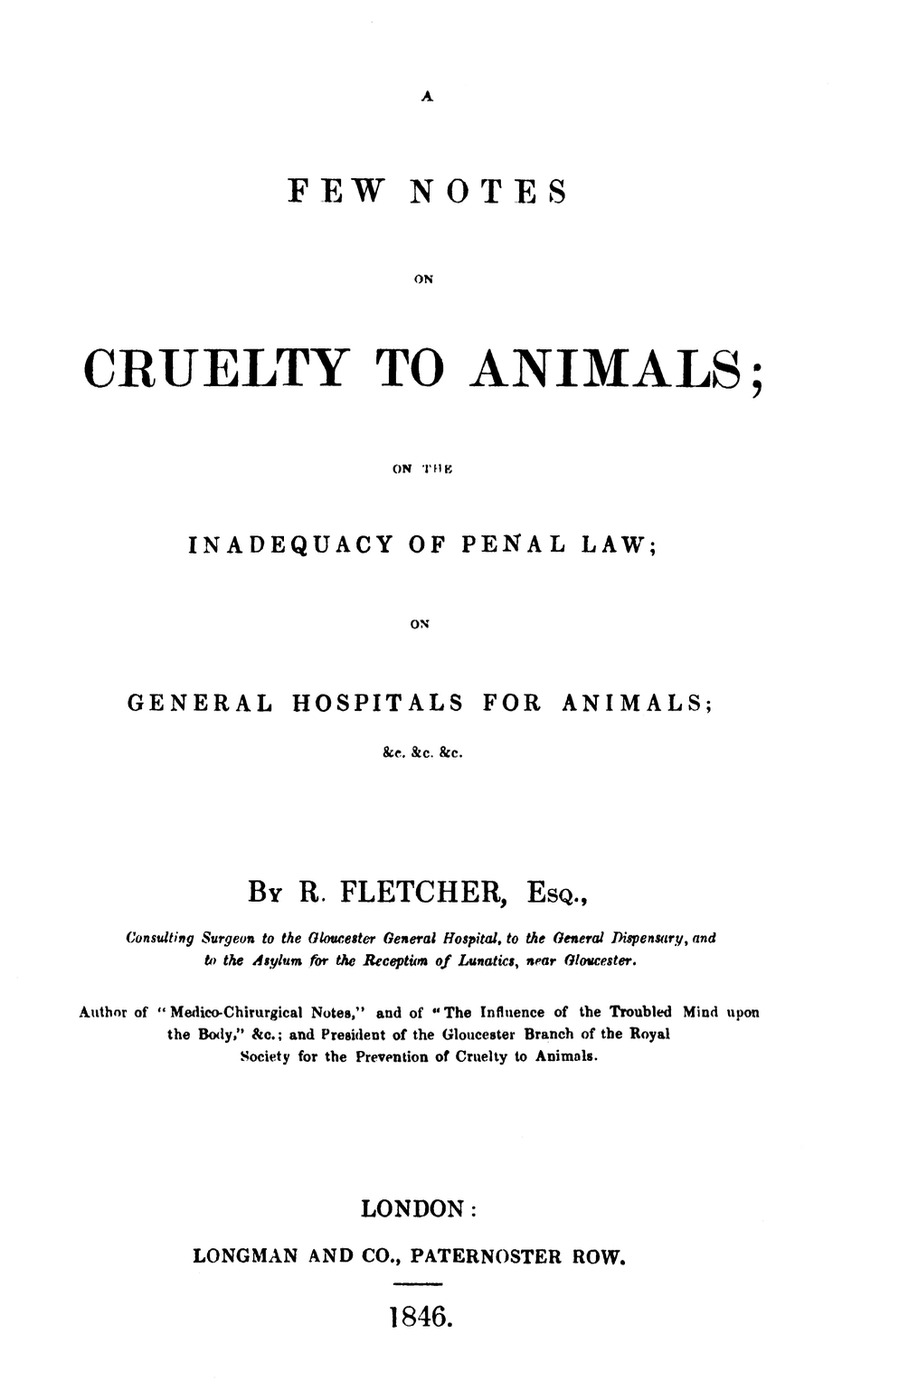 A
FEW NOTES
ON
CRUELTY TO ANIMALS;
ON THE
INADEQUACY OF PENAL LAW;
ON
GENERAL HOSPITALS FOR ANIMALS;
&c. &c. &c.
By R. FLETCHER, Esq.,
Consulting Surgeon to the Gloucester General Hospital, to the General Dispensary, and
to the Asylum for the Reception of Lunatics, near Gloucester.
Author of "Medico-Chirurgical Notes," and of "The Influence of the Troubled Mind upon
the Body," &c.; and President of the Gloucester Branch of the Royal
Society for the Prevention of Cruelty to Animals.
LONDON:
LONGMAN AND CO., PATERNOSTER ROW.
1846.